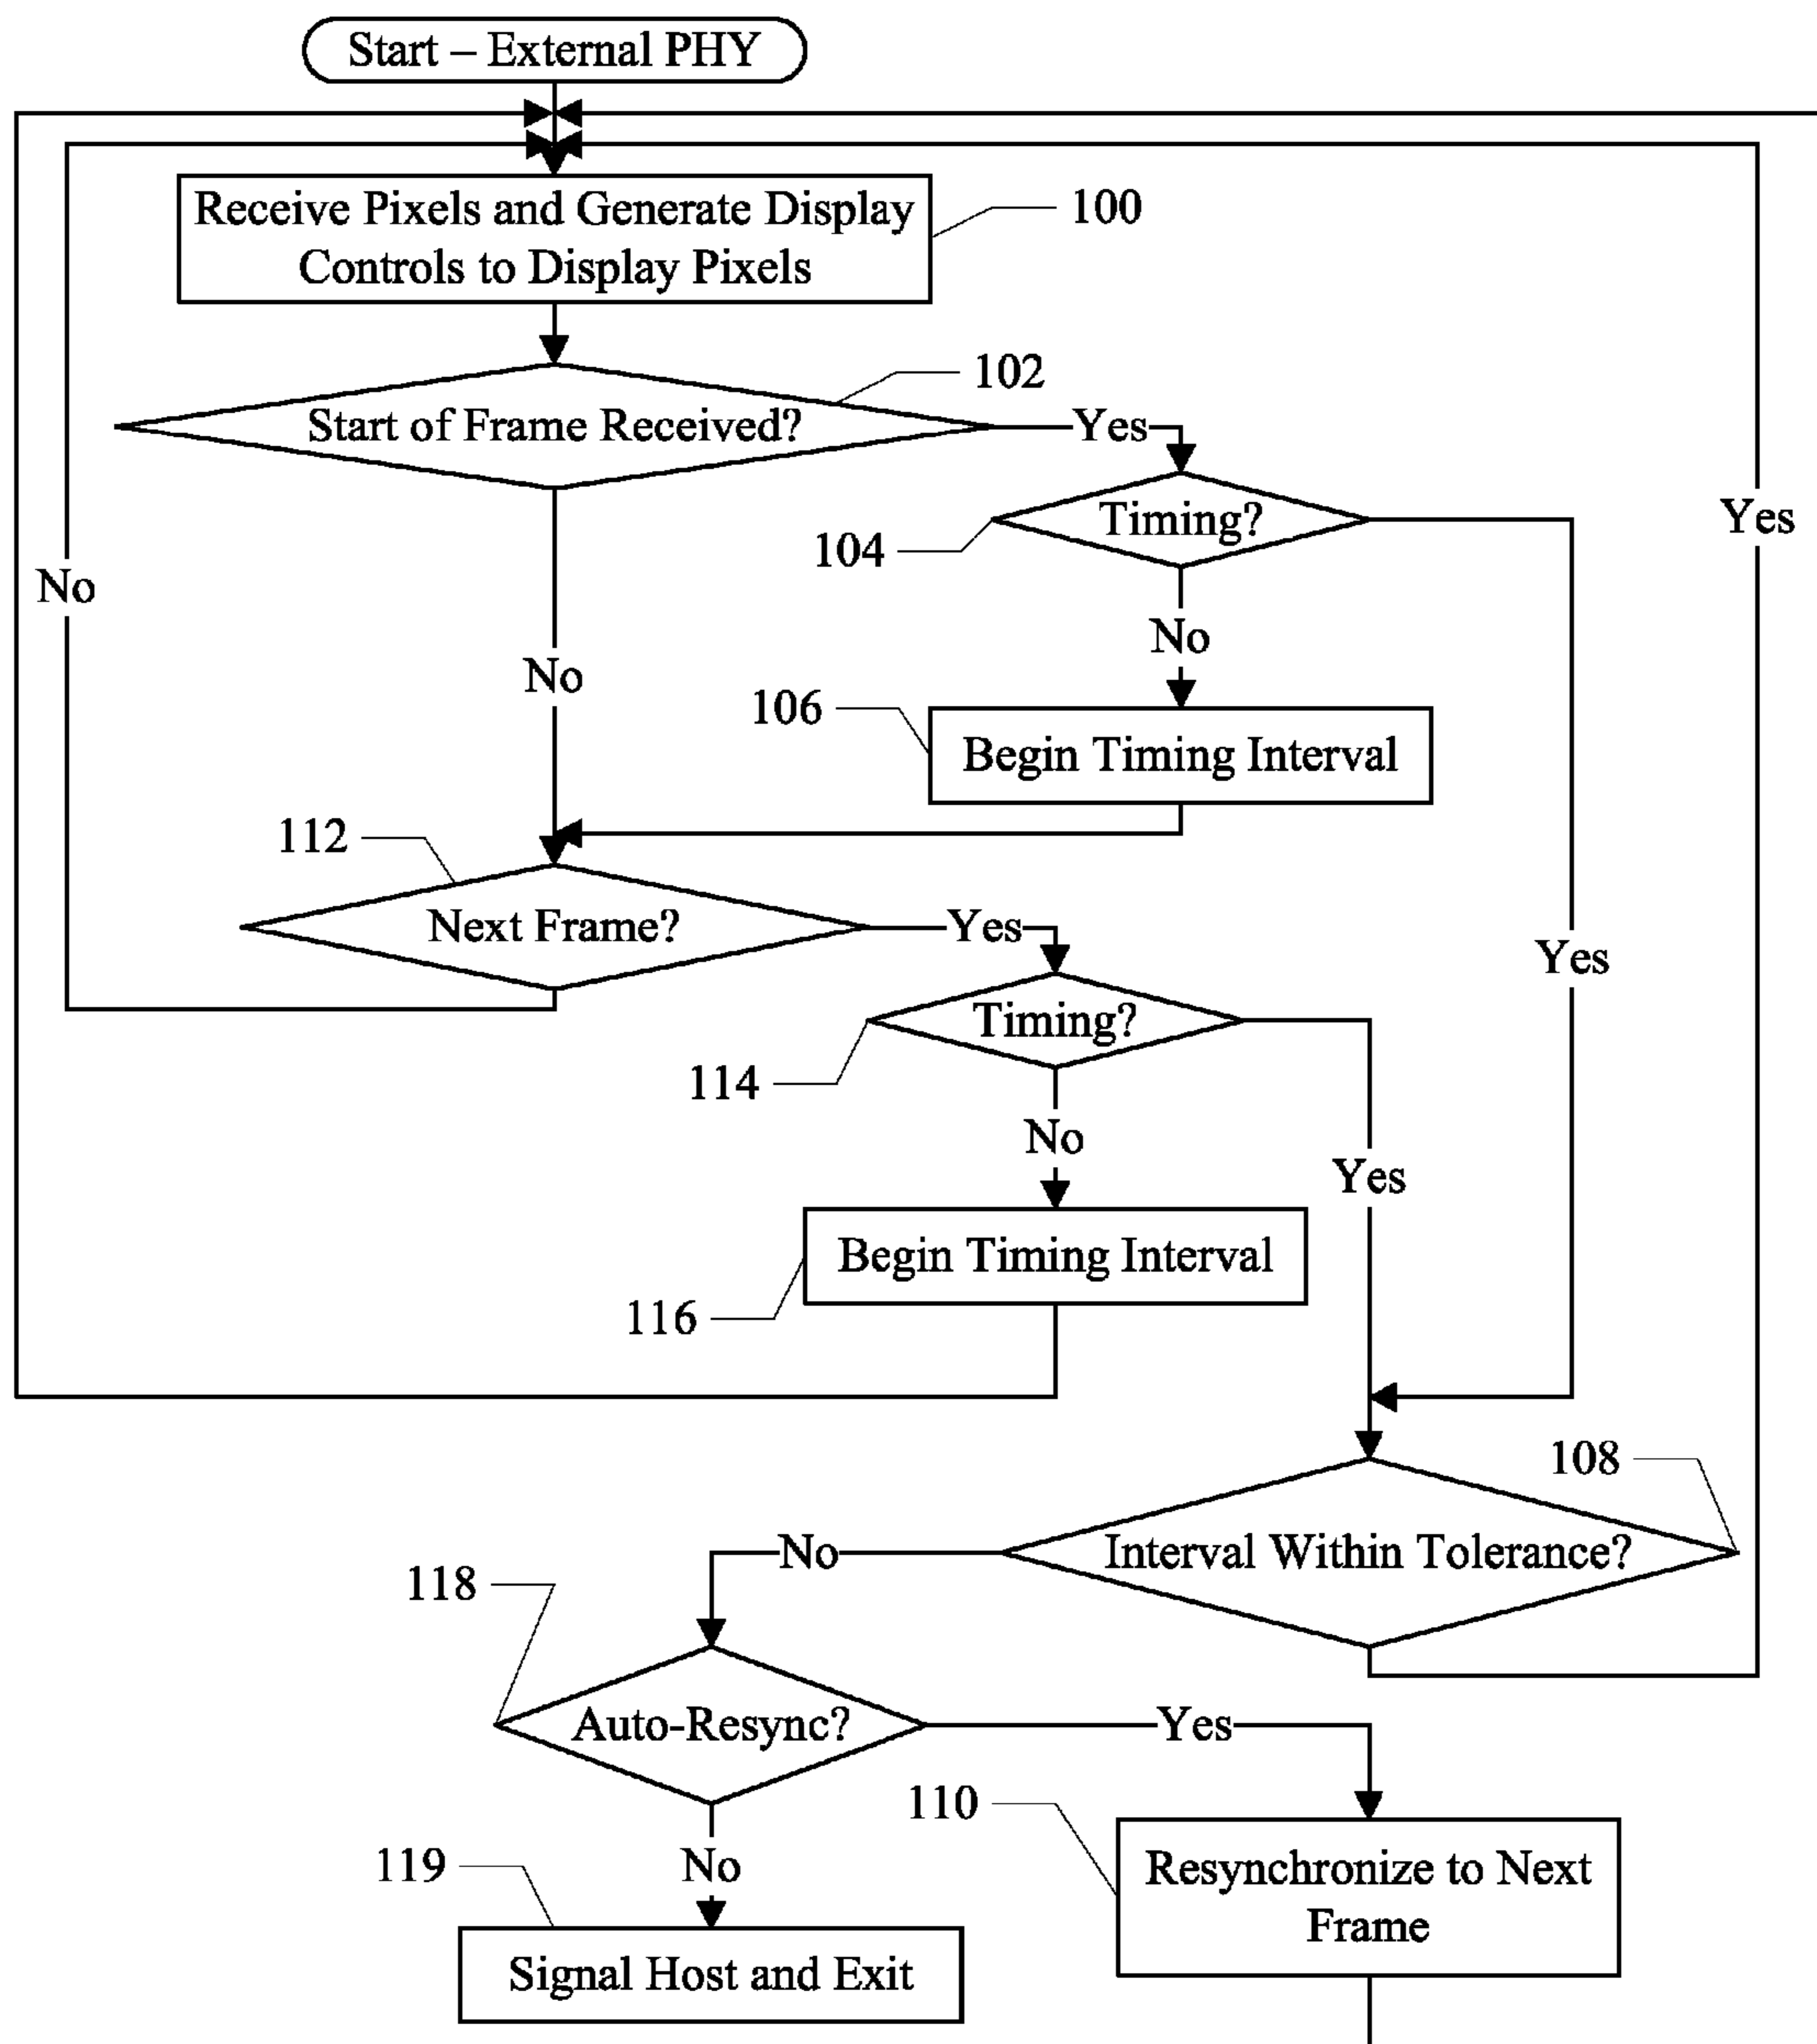 Start – External PHY
Receive Pixels and Generate Display
Controls to Display Pixels
100
102
Start of Frame Received?
Yes
Timing?
104
Yes
No
No
No
106
Begin Timing Interval
112
Next Frame?
Yes
Yes
Timing?
114
No
Yes
Begin Timing Interval
116
108
Interval Within Tolerance?
No
118
Auto-Resync?
Yes
110
119
No
Resynchronize to Next
Frame
Signal Host and Exit